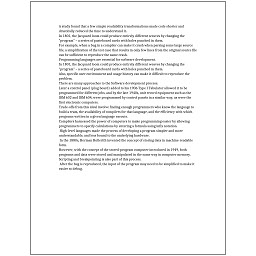 A study found that a few simple readability transformations made code shorter and
drastically reduced the time to understand it.
In 1801, the Jacquard loom could produce entirely different weaves by changing the
"program" – a series of pasteboard cards with holes punched in them.
For example, when a bug in a compiler can make it crash when parsing some large source
file, a simplification of the test case that results in only few lines from the original source file
can be sufficient to reproduce the same crash.
Programming languages are essential for software development.
In 1801, the Jacquard loom could produce entirely different weaves by changing the
"program" – a series of pasteboard cards with holes punched in them.
Also, specific user environment and usage history can make it difficult to reproduce the
problem.
There are many approaches to the Software development process.
Later a control panel (plug board) added to his 1906 Type I Tabulator allowed it to be
programmed for different jobs, and by the late 1940s, unit record equipment such as the
IBM 602 and IBM 604, were programmed by control panels in a similar way, as were the
first electronic computers.
Trade-offs from this ideal involve finding enough programmers who know the language to
build a team, the availability of compilers for that language, and the efficiency with which
programs written in a given language execute.
Compilers harnessed the power of computers to make programming easier by allowing
programmers to specify calculations by entering a formula using infix notation.
High-level languages made the process of developing a program simpler and more
understandable, and less bound to the underlying hardware.
In the 1880s, Herman Hollerith invented the concept of storing data in machine-readable
form.
However, with the concept of the stored-program computer introduced in 1949, both
programs and data were stored and manipulated in the same way in computer memory.
Scripting and breakpointing is also part of this process.
After the bug is reproduced, the input of the program may need to be simplified to make it
easier to debug.